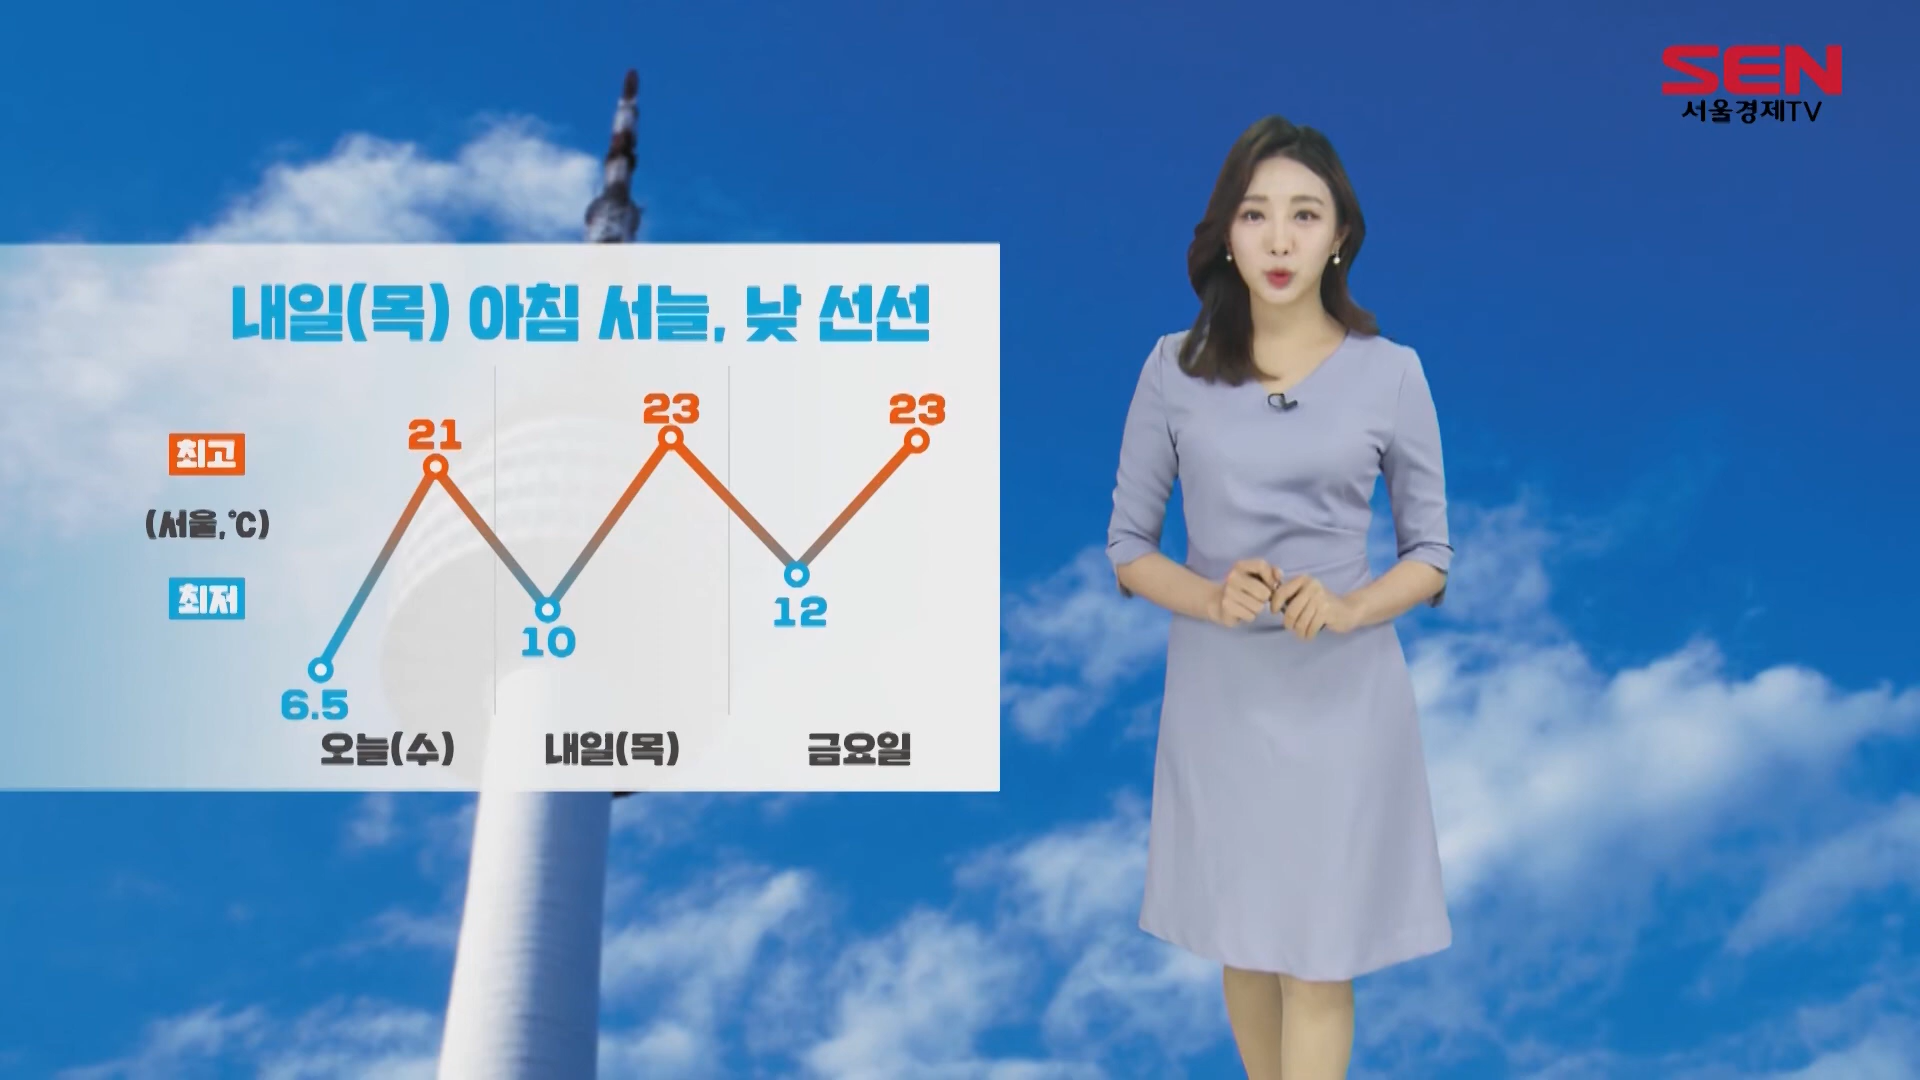 SEN
서울경제TV
내일(목) 아침 서늘, 낮 선선
최고
(서울,℃)
최저
21
23
23
6.5
10
12
오늘(수)
내일(목)
금요일